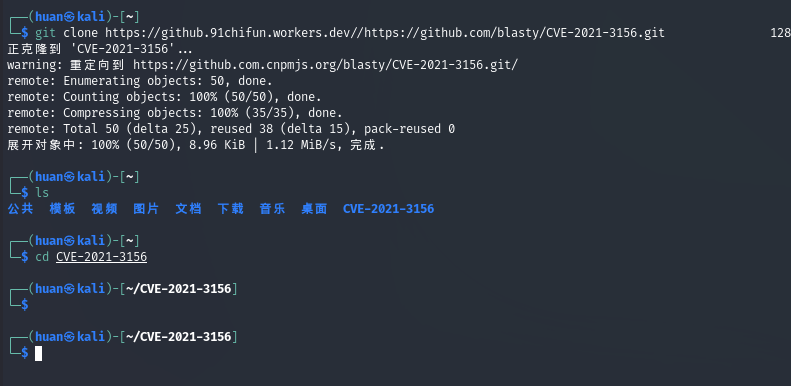 ┌──(huan㉿kali)-[~]
└─$ git clone https://github.91chifun.workers.dev//https://github.com/blasty/CVE-2021-3156.git 128
正克隆到 'CVE-2021-3156'...
warning: 重定向到 https://github.com.cnpmjs.org/blasty/CVE-2021-3156.git/
remote: Enumerating objects: 50, done.
remote: Counting objects: 100% (50/50), done.
remote: Compressing objects: 100% (35/35), done.
remote: Total 50 (delta 25), reused 38 (delta 15), pack-reused 0
展开对象中: 100% (50/50), 8.96 KiB | 1.12 MiB/s, 完成.
┌──(huan㉿kali)-[~]
└─$ ls
公共 模板 视频 图片 文档 下载 音乐 桌面 CVE-2021-3156
┌──(huan㉿kali)-[~]
└─$ cd CVE-2021-3156
┌──(huan㉿kali)-[~/CVE-2021-3156]
└─$
┌──(huan㉿kali)-[~/CVE-2021-3156]
└─$